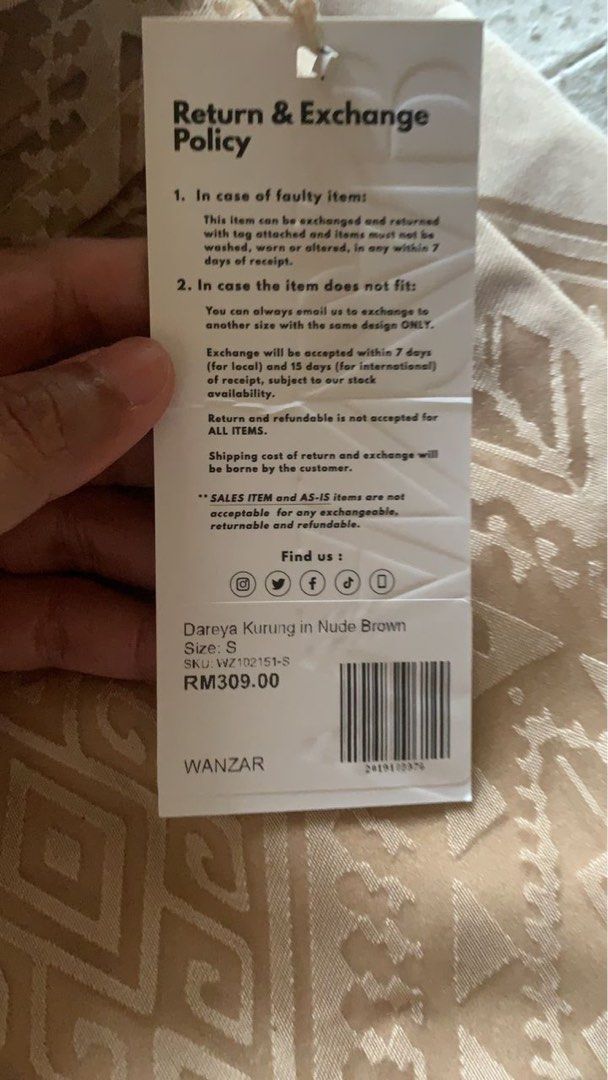 Return & Exchange
Policy
1. In case of faulty item:
This item can be exchanged and returned
with tag attached and items must not be
washed, worn or altered, in any within 7
days of receipt.
2. In case the item does not fit:
You can always email us to exchange to
another size with the same design ONLY.
Exchange will be accepted within 7 days
(for local) and 15 days (for international)
of receipt, subject to our stock
availability.
Return and refundable is not accepted for
ALL ITEMS.
Shipping cost of return and exchange will
be borne by the customer.
** SALES ITEM and AS-IS items are not
acceptable for any exchangeable,
returnable and refundable.
Find us :
Dareya Kurung in Nude Brown
Size: S
SKU: WZ102151-S
RM309.00
WANZAR